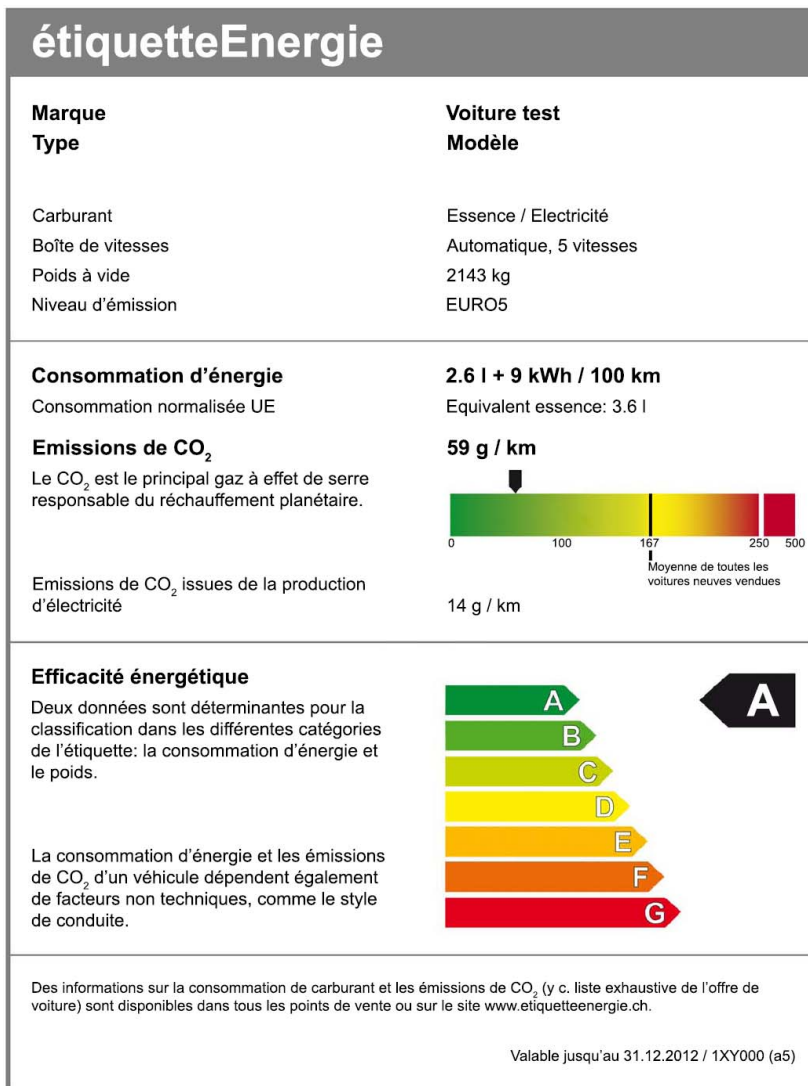 étiquetteEnergie
Marque Voiture test
Type Modèle
Carburant Essence / Electricité
Boîte de vitesses Automatique, 5 vitesses
Poids à vide 2143 kg
Niveau d'émission EURO5
Consommation d'énergie 2.6 l + 9 kWh / 100 km
Consommation normalisée UE Equivalent essence: 3.6 l
Emissions de CO₂ 59 g / km
Le CO₂ est le principal gaz à effet de serre
responsable du réchauffement planétaire.
0 100 167 250 500
Moyenne de toutes les
voitures neuves vendues
Emissions de CO₂ issues de la production
d'électricité 14 g / km
Efficacité énergétique
Deux données sont déterminantes pour la
classification dans les différentes catégories
de l'étiquette: la consommation d'énergie et
le poids.
La consommation d'énergie et les émissions
de CO₂ d'un véhicule dépendent également
de facteurs non techniques, comme le style
de conduite.
A A
B
C
D
E
F
G
Des informations sur la consommation de carburant et les émissions de CO₂ (y c. liste exhaustive de l'offre de
voiture) sont disponibles dans tous les points de vente ou sur le site www.etiquetteenergie.ch.
Valable jusqu'au 31.12.2012 / 1XY000 (a5)